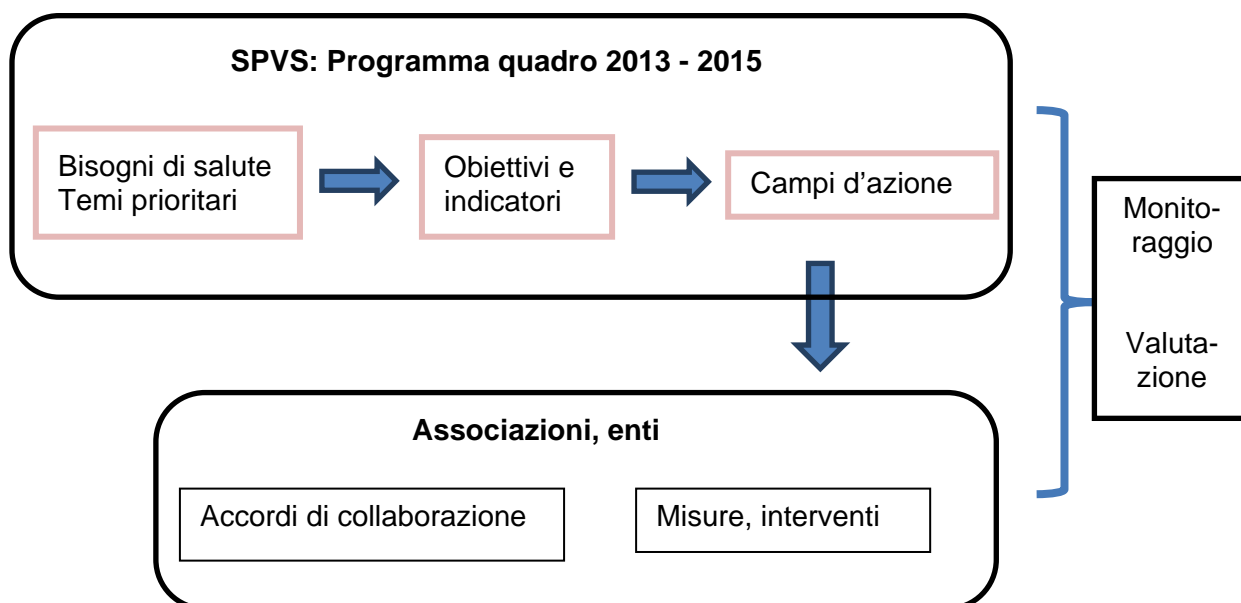 SPVS: Programma quadro 2013 - 2015
Bisogni di salute
Temi prioritari
Obiettivi e
indicatori
Campi d’azione
Monito-
raggio
Valuta-
zione
Associazioni, enti
Accordi di collaborazione
Misure, interventi